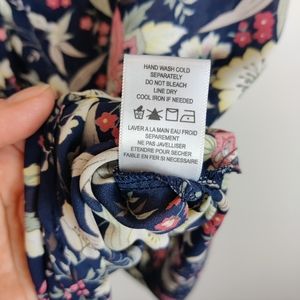 HAND WASH COLD
SEPARATELY
DO NOT BLEACH
LINE DRY
COOL IRON IF NEEDED
LAVER A LA MAIN EAU FROID
SEPAREMENT
NE PAS JAVELLISER
ETENDRE POUR SECHER
FAIBLE EN FER SI NECESSAIRE